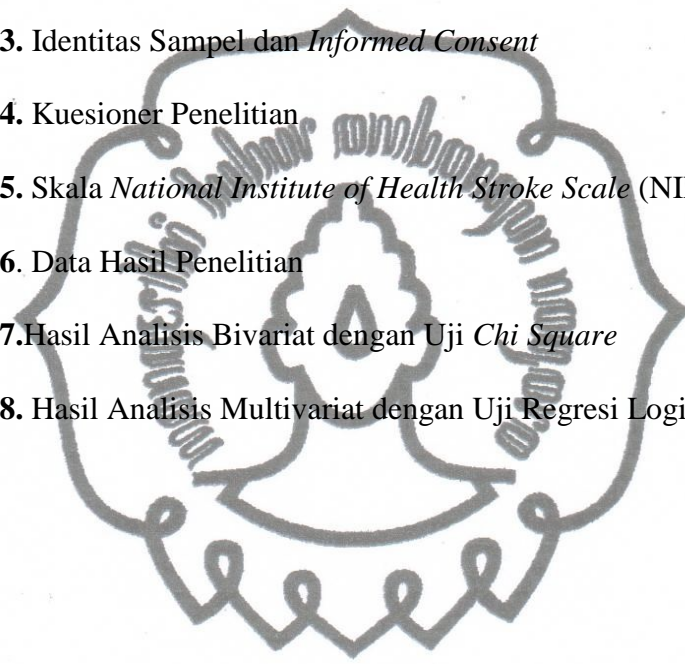 3. Identitas Sampel dan Informed Consent
4. Kuesioner Penelitian
5. Skala National Institute of Health Stroke Scale (NI
6. Data Hasil Penelitian
7.Hasil Analisis Bivariat dengan Uji Chi Square
8. Hasil Analisis Multivariat dengan Uji Regresi Logi